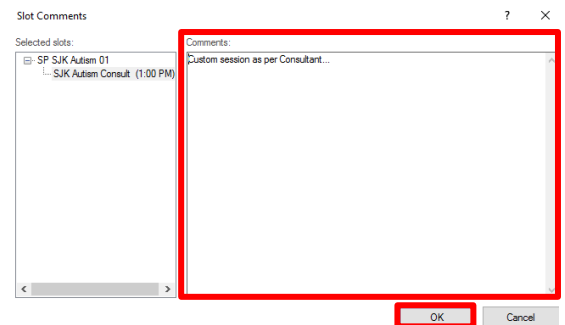 Slot Comments ? ×
Selected slots:
SP SJK Autism 01
SJK Autism Consult (1:00 PM)
Comments:
Custom session as per Consultant...
OK Cancel